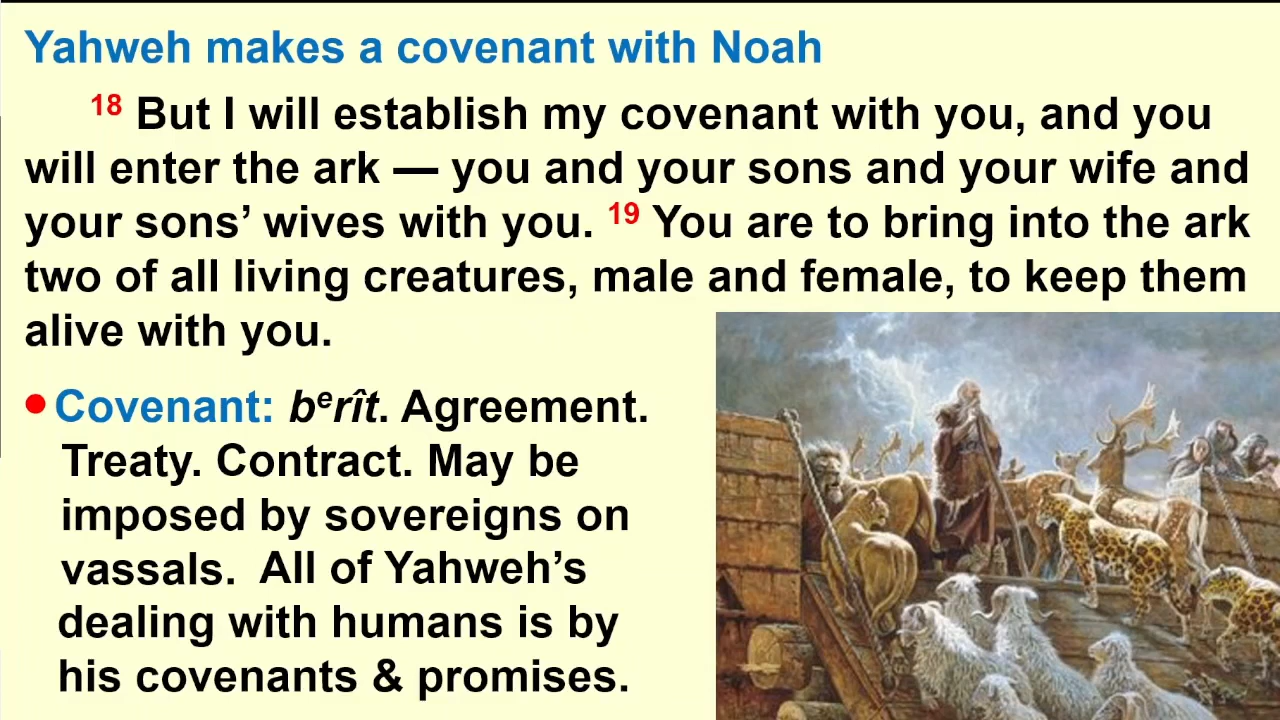 Yahweh makes a covenant with Noah
18 But I will establish my covenant with you, and you
will enter the ark — you and your sons and your wife and
your sons’ wives with you. 19 You are to bring into the ark
two of all living creatures, male and female, to keep them
alive with you.
• Covenant: bᵉrît. Agreement.
Treaty. Contract. May be
imposed by sovereigns on
vassals.  All of Yahweh’s
dealing with humans is by
his covenants & promises.